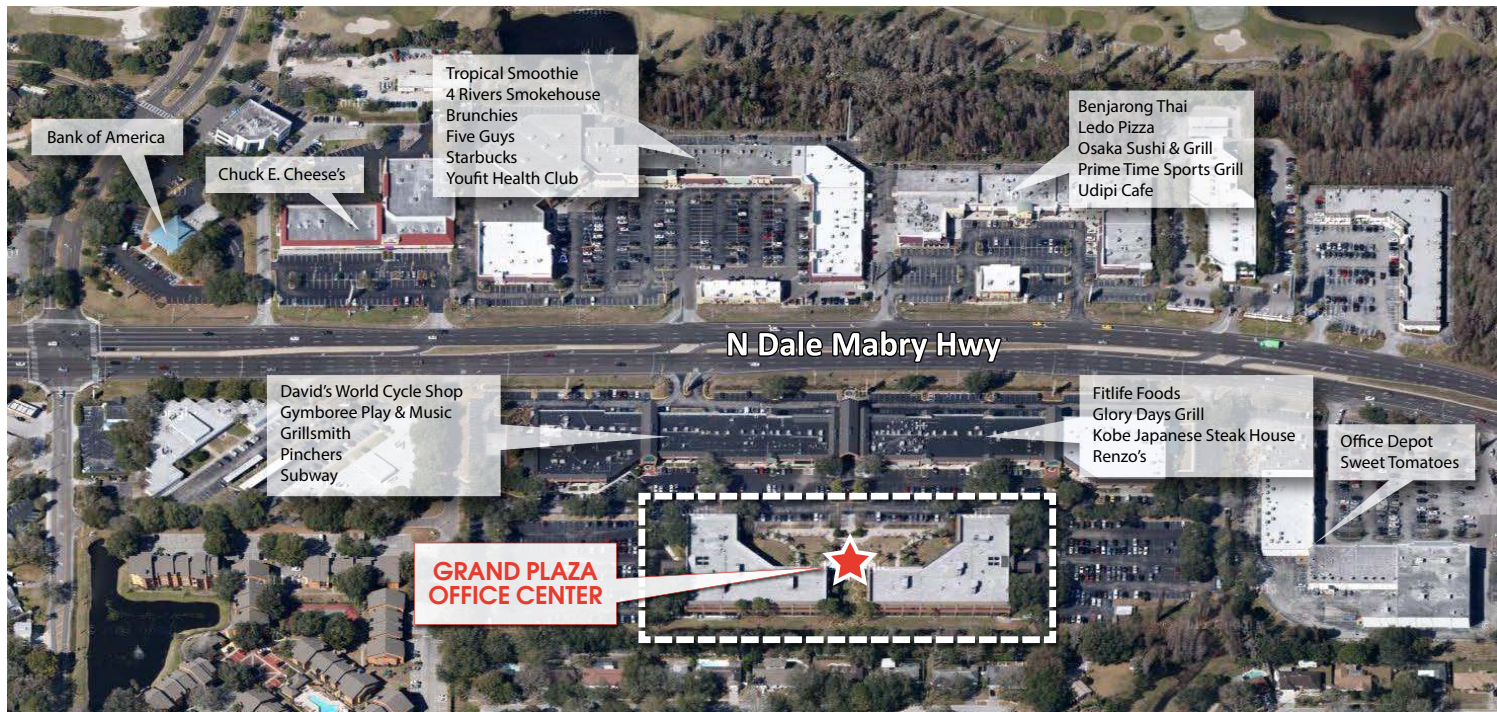 Bank of America
Chuck E. Cheese's
Tropical Smoothie
4 Rivers Smokehouse
Brunchies
Five Guys
Starbucks
Youfit Health Club
Benjarong Thai
Ledo Pizza
Osaka Sushi & Grill
Prime Time Sports Grill
Udipi Cafe
N Dale Mabry Hwy
David's World Cycle Shop
Gymboree Play & Music
Grillsmith
Pinchers
Subway
Fitlife Foods
Glory Days Grill
Kobe Japanese Steak House
Renzo's
Office Depot
Sweet Tomatoes
GRAND PLAZA
OFFICE CENTER